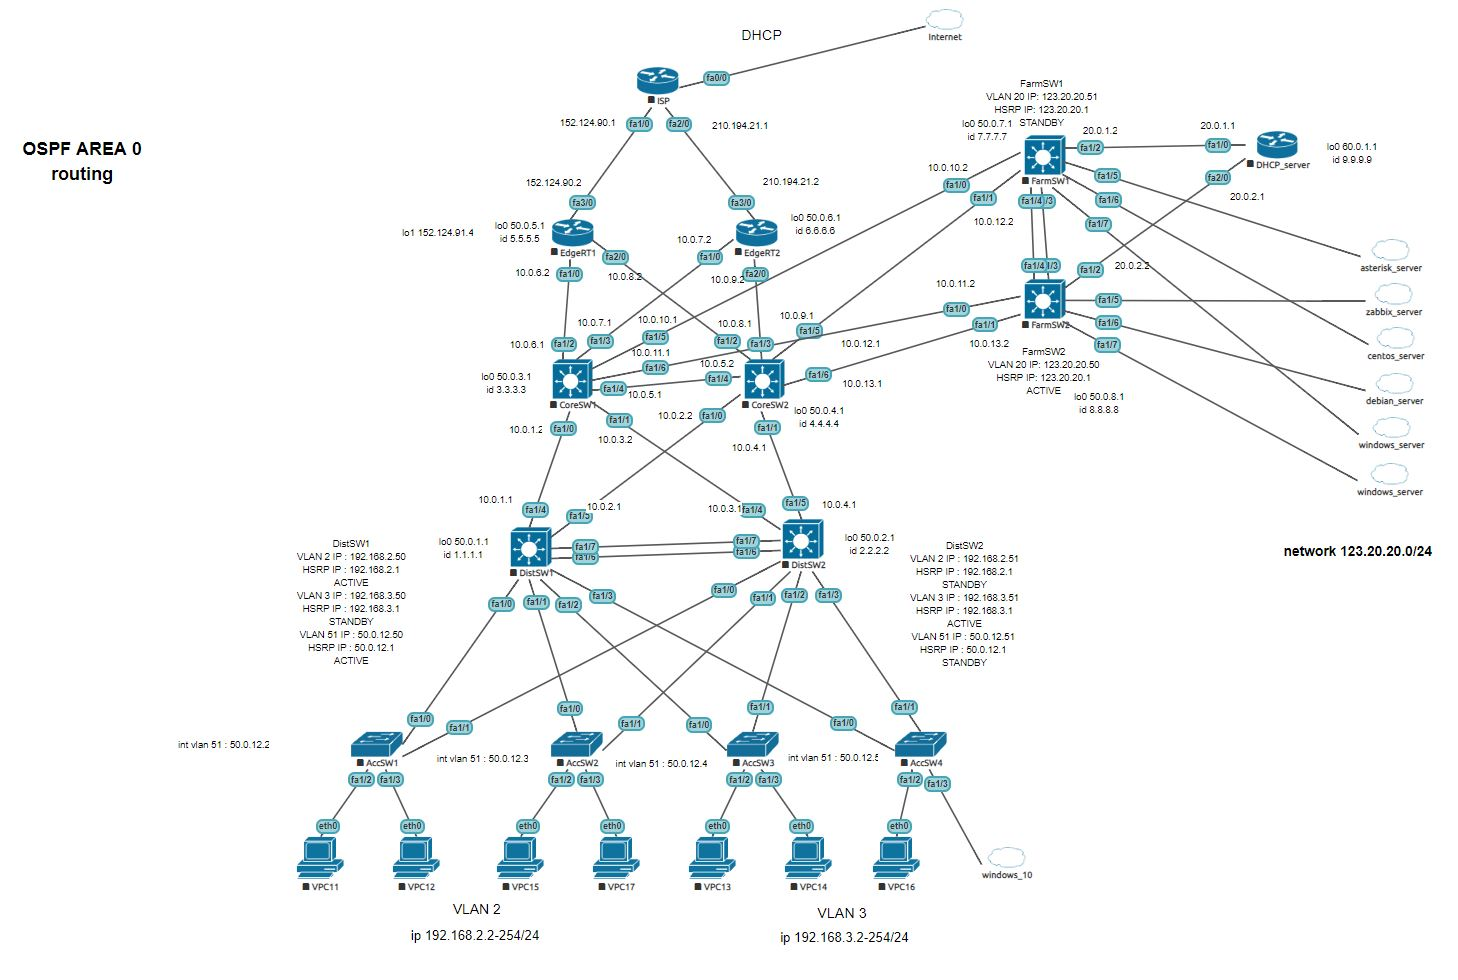 DHCP
Internet
fa0/0
ISP
152.124.90.1
fa1/0
fa2/0
210.194.21.1
OSPF AREA 0
routing
FarmSW1
VLAN 20 IP: 123.20.20.51
HSRP IP: 123.20.20.1
STANDBY
lo0 50.0.7.1
id 7.7.7.7
20.0.1.2
fa1/2
20.0.1.1
fa1/0
DHCP_server
lo0 60.0.1.1
id 9.9.9.9
fa2/0
20.0.2.1
152.124.90.2
fa3/0
210.194.21.2
fa3/0
10.0.10.2
fa1/0
FarmSW1
fa1/1
10.0.12.2
fa1/4
/3
fa1/5
fa1/6
fa1/7
lo1 152.124.91.4
lo0 50.0.5.1
id 5.5.5.5
EdgeRT1
lo0 50.0.6.1
id 6.6.6.6
EdgeRT2
10.0.7.2
fa1/0
10.0.6.2
fa1/0
fa2/0
10.0.8.2
10.0.9.2
fa2/0
asterisk_server
fa1/4
1/3
20.0.2.2
fa1/2
10.0.11.2
fa1/0
fa1/1
10.0.13.2
FarmSW2
fa1/5
fa1/6
fa1/7
zabbix_server
centos_server
FarmSW2
VLAN 20 IP: 123.20.20.50
HSRP IP: 123.20.20.1
ACTIVE
lo0 50.0.8.1
id 8.8.8.8
debian_server
windows_server
windows_server
network 123.20.20.0/24
10.0.7.1
10.0.10.1
10.0.8.1
10.0.9.1
fa1/5
10.0.6.1
fa1/2
fa1/3
fa1/5
fa1/2
fa1/3
10.0.12.1
10.0.11.1
fa1/6
10.0.5.2
fa1/4
fa1/6
10.0.13.1
lo0 50.0.3.1
id 3.3.3.3
CoreSW1
fa1/4
10.0.5.1
CoreSW2
lo0 50.0.4.1
id 4.4.4.4
10.0.1.2
fa1/0
fa1/1
10.0.3.2
10.0.2.2
fa1/0
fa1/1
10.0.4.1
10.0.1.1
fa1/4
fa1/5
10.0.2.1
10.0.3.1
fa1/4
fa1/5
10.0.4.1
lo0 50.0.1.1
id 1.1.1.1
DistSW1
fa1/7
fa1/6
fa1/7
fa1/6
DistSW2
lo0 50.0.2.1
id 2.2.2.2
DistSW1
VLAN 2 IP : 192.168.2.50
HSRP IP : 192.168.2.1
ACTIVE
VLAN 3 IP : 192.168.3.50
HSRP IP : 192.168.3.1
STANDBY
VLAN 51 IP : 50.0.12.50
HSRP IP : 50.0.12.1
ACTIVE
DistSW2
VLAN 2 IP : 192.168.2.51
HSRP IP : 192.168.2.1
STANDBY
VLAN 3 IP : 192.168.3.51
HSRP IP : 192.168.3.1
ACTIVE
VLAN 51 IP : 50.0.12.51
HSRP IP : 50.0.12.1
STANDBY
fa1/0
fa1/1
fa1/2
fa1/3
fa1/0
fa1/1
fa1/2
fa1/3
fa1/0
fa1/1
fa1/0
fa1/1
fa1/0
fa1/1
fa1/0
fa1/1
int vlan 51 : 50.0.12.2
AccSW1
int vlan 51 : 50.0.12.3
AccSW2
int vlan 51 : 50.0.12.4
AccSW3
int vlan 51 : 50.0.12.5
AccSW4
fa1/2
fa1/3
fa1/2
fa1/3
fa1/2
fa1/3
fa1/2
fa1/3
eth0
eth0
eth0
eth0
eth0
eth0
eth0
VPC11
VPC12
VPC15
VPC17
VPC13
VPC14
VPC16
windows_10
VLAN 2
ip 192.168.2.2-254/24
VLAN 3
ip 192.168.3.2-254/24